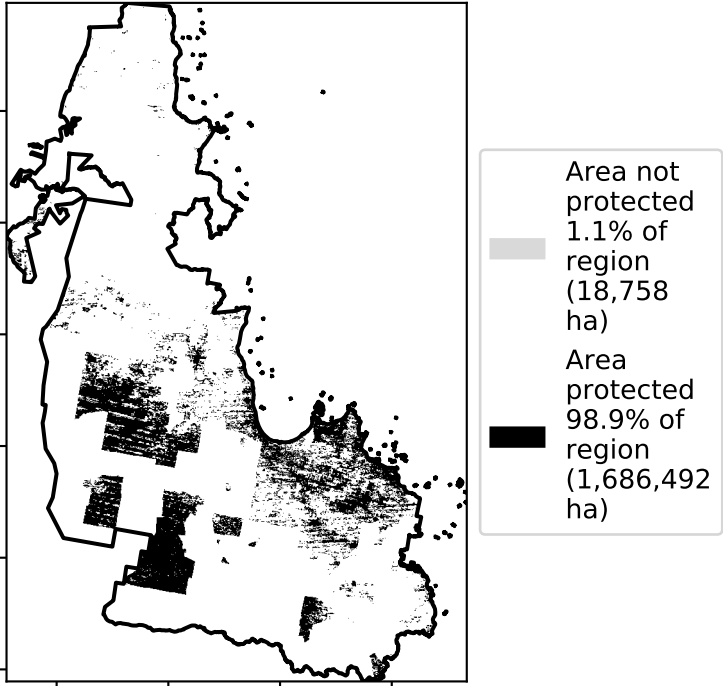 Area not
protected
1.1% of
region
(18,758
ha)
Area
protected
98.9% of
region
(1,686,492
ha)